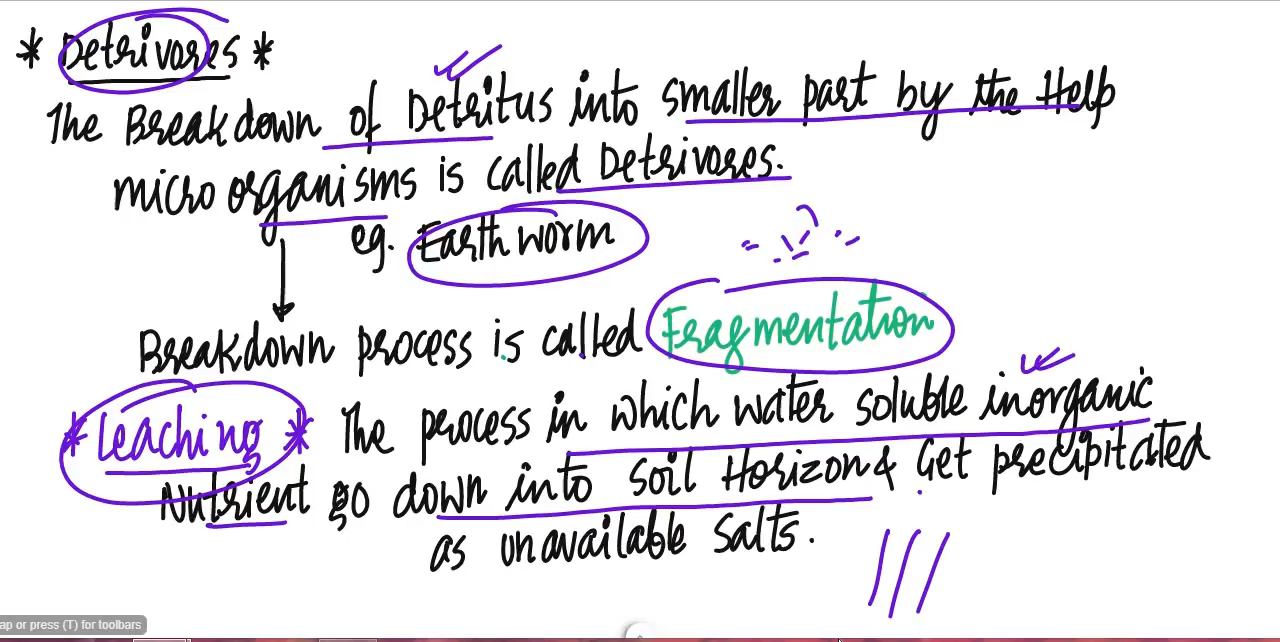 * Detrivores *
The Breakdown of Detritus into smaller part by the Help
micro organisms is called Detrivores.
eg. Earthworm
Breakdown process is called Fragmentation
*Leaching* The process in which water soluble inorganic
Nutrient go down into soil Horizon & Get precipitated
as unavailable salts.
ap or press (T) for toolbars